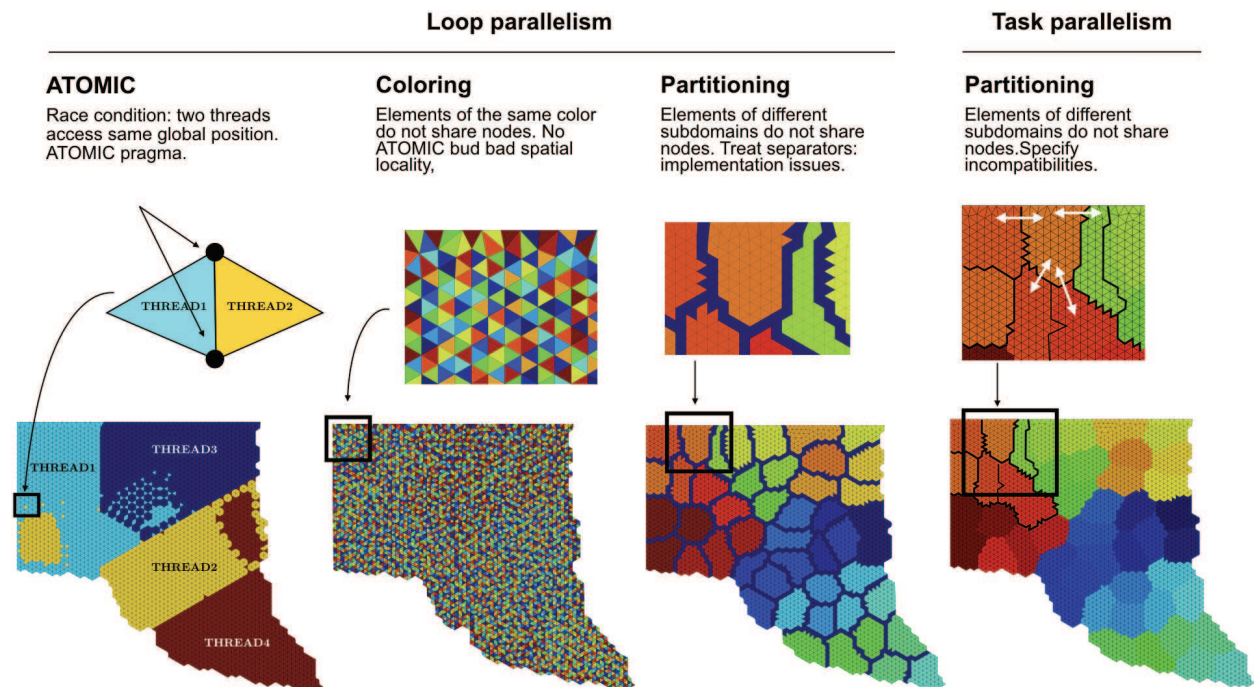 Loop parallelism
Task parallelism
ATOMIC
Race condition: two threads
access same global position.
ATOMIC pragma.
Coloring
Elements of the same color
do not share nodes. No
ATOMIC bud bad spatial
locality,
Partitioning
Elements of different
subdomains do not share
nodes. Treat separators:
implementation issues.
Partitioning
Elements of different
subdomains do not share
nodes.Specify
incompatibilities.
THREAD1
THREAD2
THREAD1
THREAD3
THREAD2
THREAD4